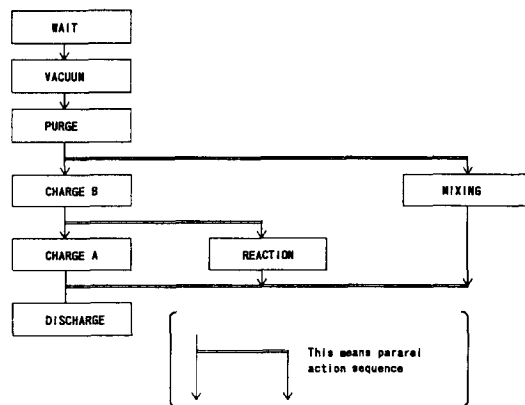 WAIT
VACUUM
PURGE
CHARGE B
MIXING
CHARGE A
REACTION
DISCHARGE
This means pararel
action sequence